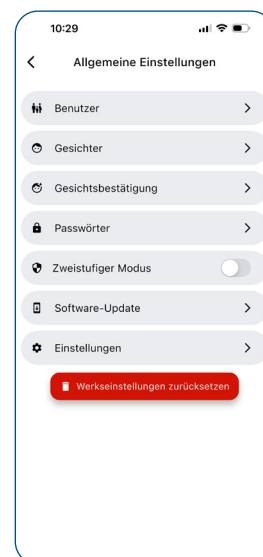 10:29
Allgemeine Einstellungen
Benutzer
Gesichter
Gesichtsbestätigung
Passwörter
Zweistufiger Modus
Software-Update
Einstellungen
Werkseinstellungen zurücksetzen